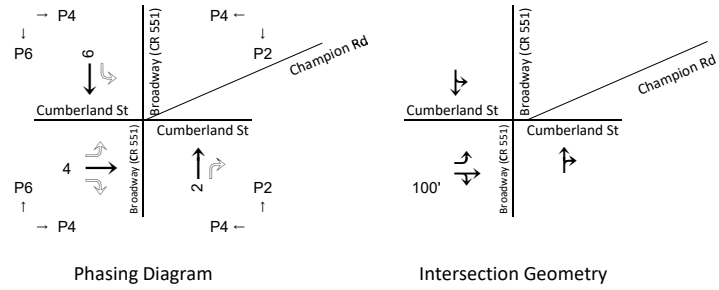 → P4
P4 ←
↓
↓
P6
P2
6
Broadway (CR 551)
Champion Rd
Cumberland St
Cumberland St
4
2
Broadway (CR 551)
P6
P2
↑
↑
→ P4
P4 ←
Phasing Diagram
Broadway (CR 551)
Champion Rd
Cumberland St
Cumberland St
100'
Broadway (CR 551)
Intersection Geometry